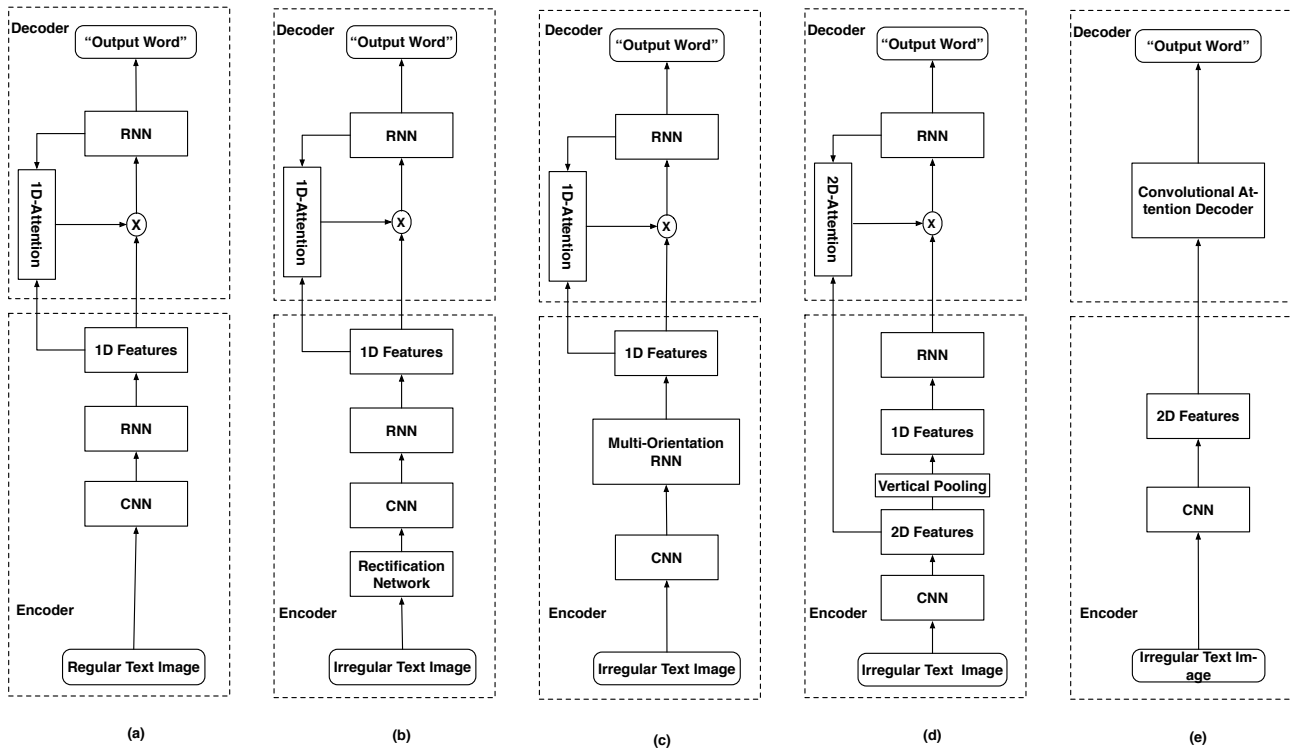 Decoder
“Output Word”
RNN
1D-Attention
X
1D Features
RNN
CNN
Encoder
Regular Text Image
(a)
Decoder
“Output Word”
RNN
1D-Attention
X
1D Features
RNN
CNN
Rectification
Network
Encoder
Irregular Text Image
(b)
Decoder
“Output Word”
RNN
1D-Attention
X
1D Features
Multi-Orientation
RNN
CNN
Encoder
Irregular Text Image
(c)
Decoder
“Output Word”
RNN
2D-Attention
X
RNN
1D Features
Vertical Pooling
2D Features
CNN
Encoder
Irregular Text Image
(d)
Decoder
“Output Word”
Convolutional At-
tention Decoder
2D Features
CNN
Encoder
Irregular Text Im-
age
(e)